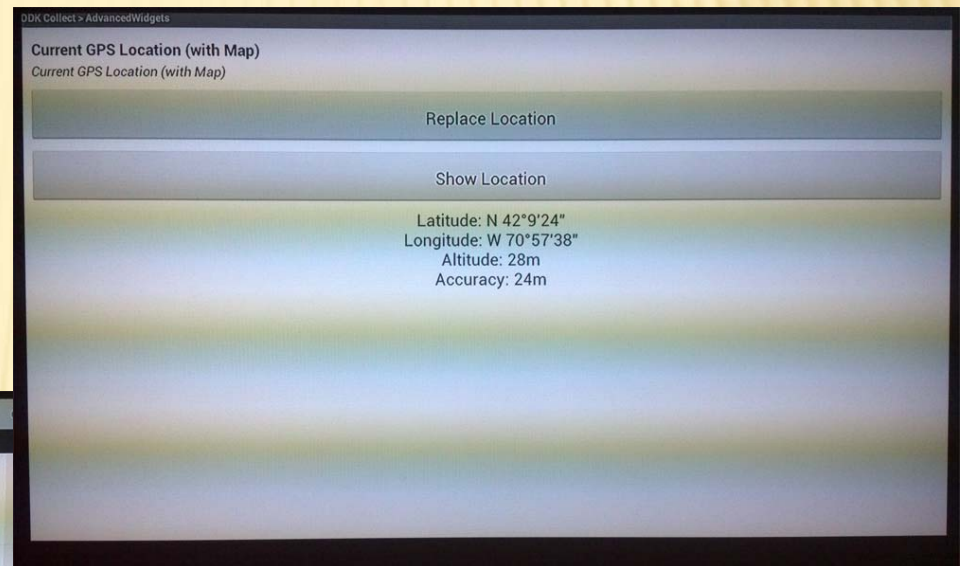 ODK Collect > AdvancedWidgets
Current GPS Location (with Map)
Current GPS Location (with Map)
Replace Location
Show Location
Latitude: N 42°9'24"
Longitude: W 70°57'38"
Altitude: 28m
Accuracy: 24m